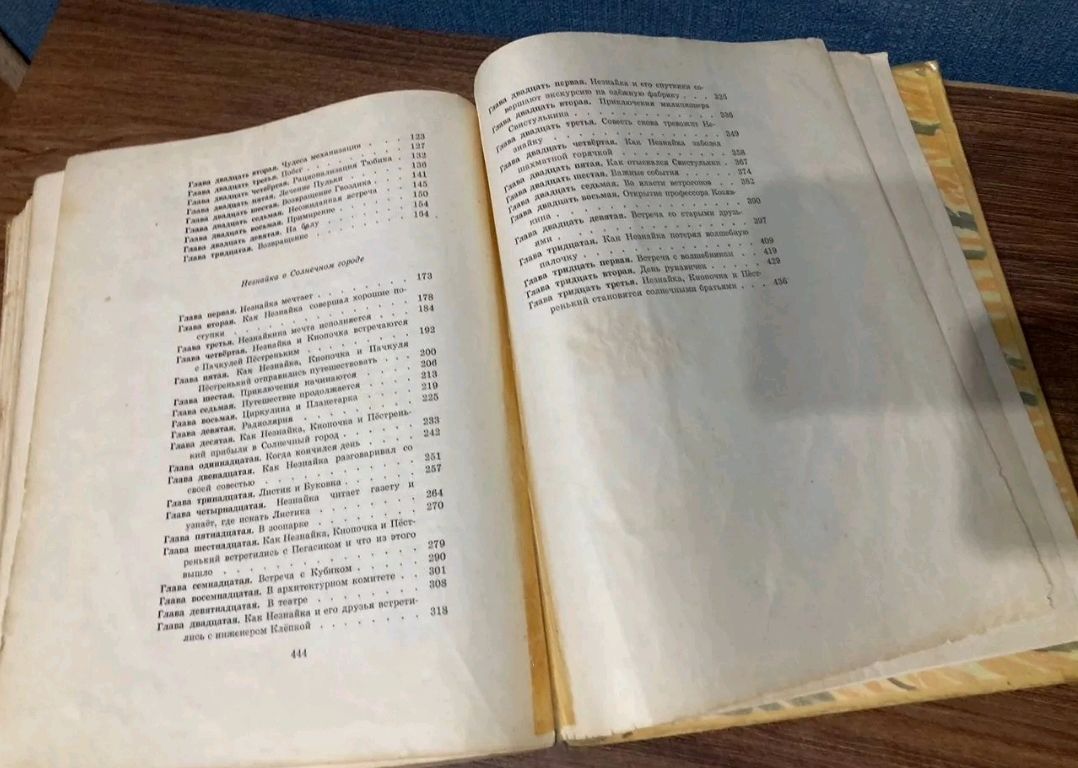 Глава двадцать вторая. Чудеса механизации . . . . 123
Глава двадцать третья. Побег . . . . 127
Глава двадцать четвёртая. Рационализация Тюбика . 132
Глава двадцать пятая. Лечение Пульки . . . . 136
Глава двадцать шестая. Возвращение Гвоздика . . . 141
Глава двадцать седьмая. Неожиданная встреча . . . 145
Глава двадцать восьмая. Примирение . . . . 150
Глава двадцать девятая. На балу . . . . 154
Глава тридцатая. Возвращение . . . . 164
Незнайка в Солнечном городе
Глава первая. Незнайка мечтает . . . . 173
Глава вторая. Как Незнайка совершал хорошие по-
ступки . . . . 178
Глава третья. Незнайкина мечта исполняется . . . . 184
Глава четвёртая. Незнайка и Кнопочка встречаются
с Пачкулей Пёстреньким . . . . 192
Глава пятая. Как Незнайка, Кнопочка и Пачкуля
Пёстренький отправились путешествовать . . . 200
Глава шестая. Приключения начинаются . . . . 206
Глава седьмая. Путешествие продолжается . . . . 213
Глава восьмая. Циркулина и Планетарка . . . . 219
Глава девятая. Радиолярия . . . . 225
Глава десятая. Как Незнайка, Кнопочка и Пёстрень-
кий прибыли в Солнечный город . . . . 233
Глава одиннадцатая. Когда кончился день . . . . 242
Глава двенадцатая. Как Незнайка разговаривал со
своей совестью . . . . 251
Глава тринадцатая. Листик и Буковка . . . . 257
Глава четырнадцатая. Незнайка читает газету и
узнаёт, где искать Листика . . . . 264
Глава пятнадцатая. В зоопарке . . . . 270
Глава шестнадцатая. Как Незнайка, Кнопочка и Пёст-
ренький встретились с Пегасиком и что из этого
вышло . . . . 279
Глава семнадцатая. Встреча с Кубиком . . . . 290
Глава восемнадцатая. В архитектурном комитете . . 301
Глава девятнадцатая. В театре . . . . 308
Глава двадцатая. Как Незнайка и его друзья встрети-
лись с инженером Клёпкой . . . . 318
444
Глава двадцать первая. Незнайка и его спутники со-
вершают экскурсию на одёжную фабрику . . . 325
Глава двадцать вторая. Приключения милиционера
Свистулькина . . . . 336
Глава двадцать третья. Совесть снова тревожит Не-
знайку . . . . 349
Глава двадцать четвёртая. Как Незнайка заболел
шахматной горячкой . . . . 358
Глава двадцать пятая. Как отыскался Свистулькин . 367
Глава двадцать шестая. Важные события . . . . 374
Глава двадцать седьмая. Во власти ветрогонов . . . 382
Глава двадцать восьмая. Открытие профессора Козяв-
кина . . . . 390
Глава двадцать девятая. Встреча со старыми друзь-
ями . . . . 397
Глава тридцатая. Как Незнайка потерял волшебную
палочку . . . . 409
Глава тридцать первая. Встреча с волшебником . . 419
Глава тридцать вторая. День рукавичек . . . . 429
Глава тридцать третья. Незнайка, Кнопочка и Пёст-
ренький становятся солнечными братьями . . . . 436